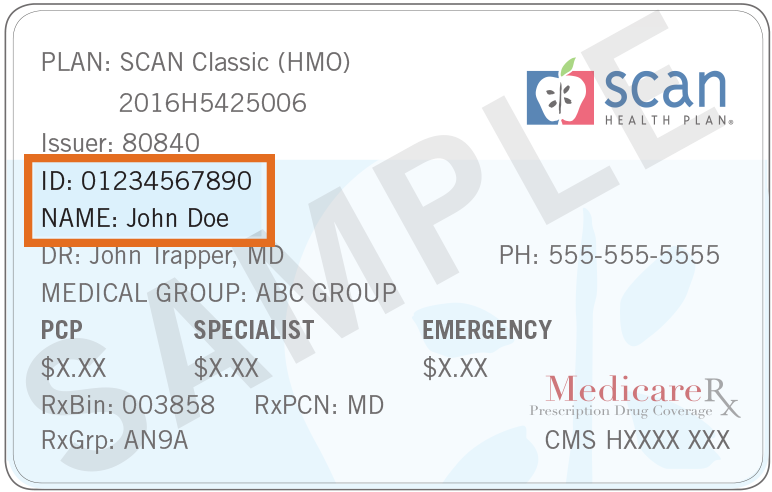 PLAN: SCAN Classic (HMO)
2016H5425006
scan
HEALTH PLAN®
Issuer: 80840
ID: 01234567890
NAME: John Doe
DR: John Trapper, MD PH: 555-555-5555
MEDICAL GROUP: ABC GROUP
PCP SPECIALIST EMERGENCY
$X.XX $X.XX $X.XX
RxBin: 003858 RxPCN: MD
MedicareRx
Prescription Drug Coverage
RxGrp: AN9A CMS HXXXX XXX
SAMPLE